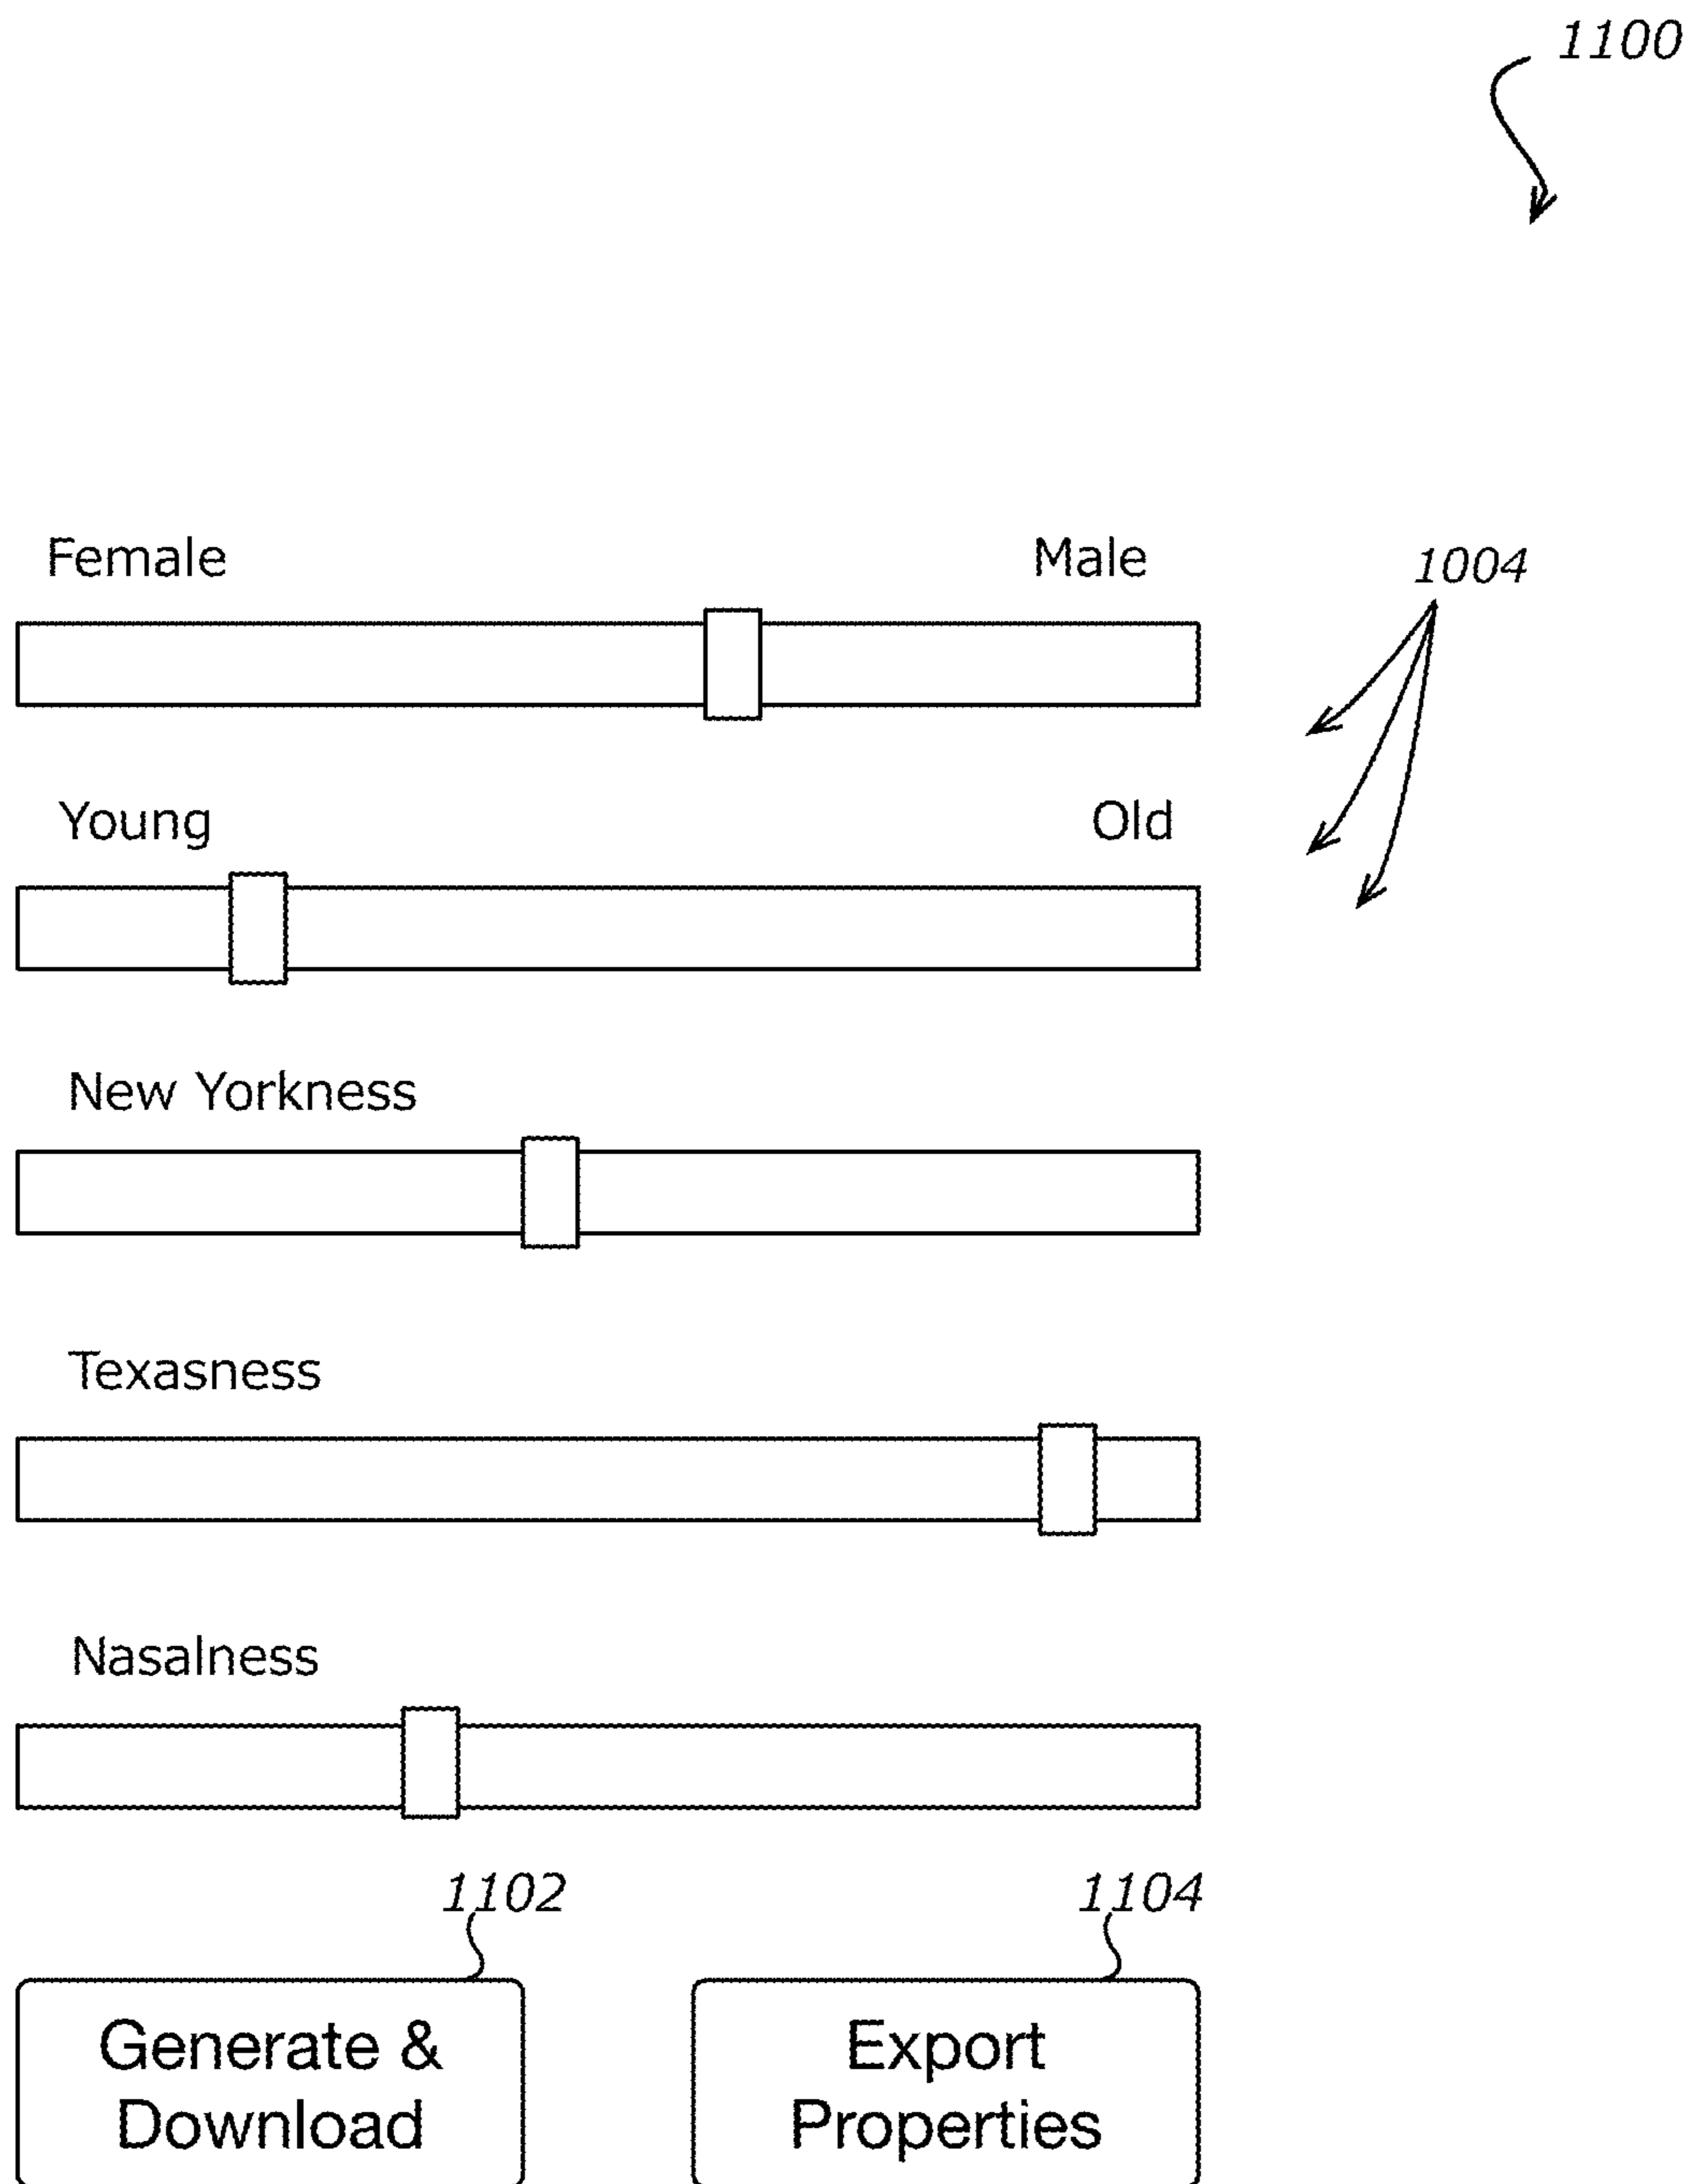 1100
Female Male
1004
Young Old
New Yorkness
Texasness
Nasalness
1102 1104
Generate &
Download
Export
Properties